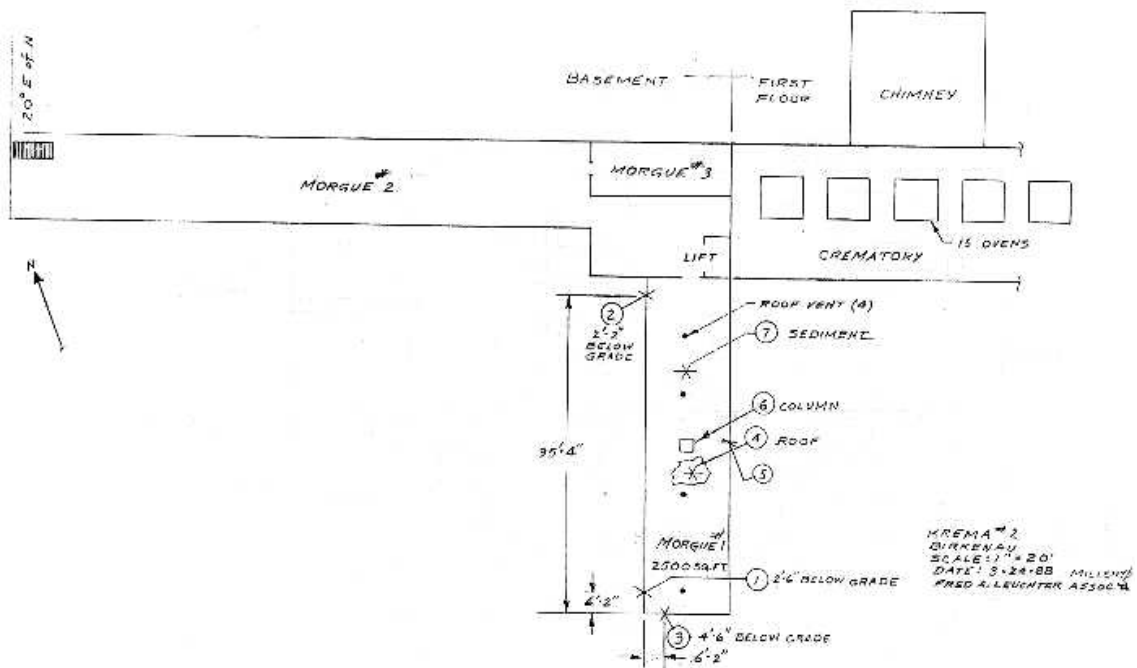 20° E of N
BASEMENT
FIRST
FLOOR
CHIMNEY
MORGUE #2
MORGUE #3
15 OVENS
LIFT
CREMATORY
N
ROOF VENT (4)
2
2'-2"
BELOW
GRADE
7 SEDIMENT
6 COLUMN
4 ROOF
5
95'-4"
MORGUE #1
2500 SQ.FT
1 2'-6" BELOW GRADE
6'-2"
3 4'-6" BELOW GRADE
6'-2"
KREMA #2
BIRKENAU
SCALE: 1" = 20'
DATE: 3-24-88
FRED A. LEUCHTER ASSOC